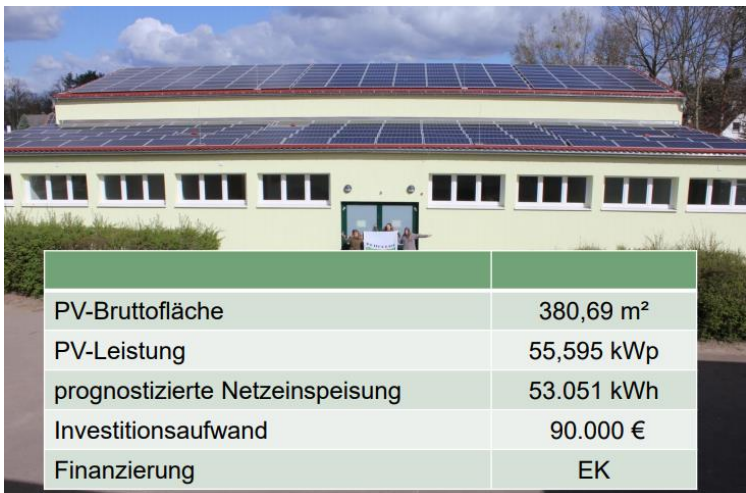 PV-Bruttofläche 380,69 m²
PV-Leistung 55,595 kWp
prognostizierte Netzeinspeisung 53.051 kWh
Investitionsaufwand 90.000 €
Finanzierung EK